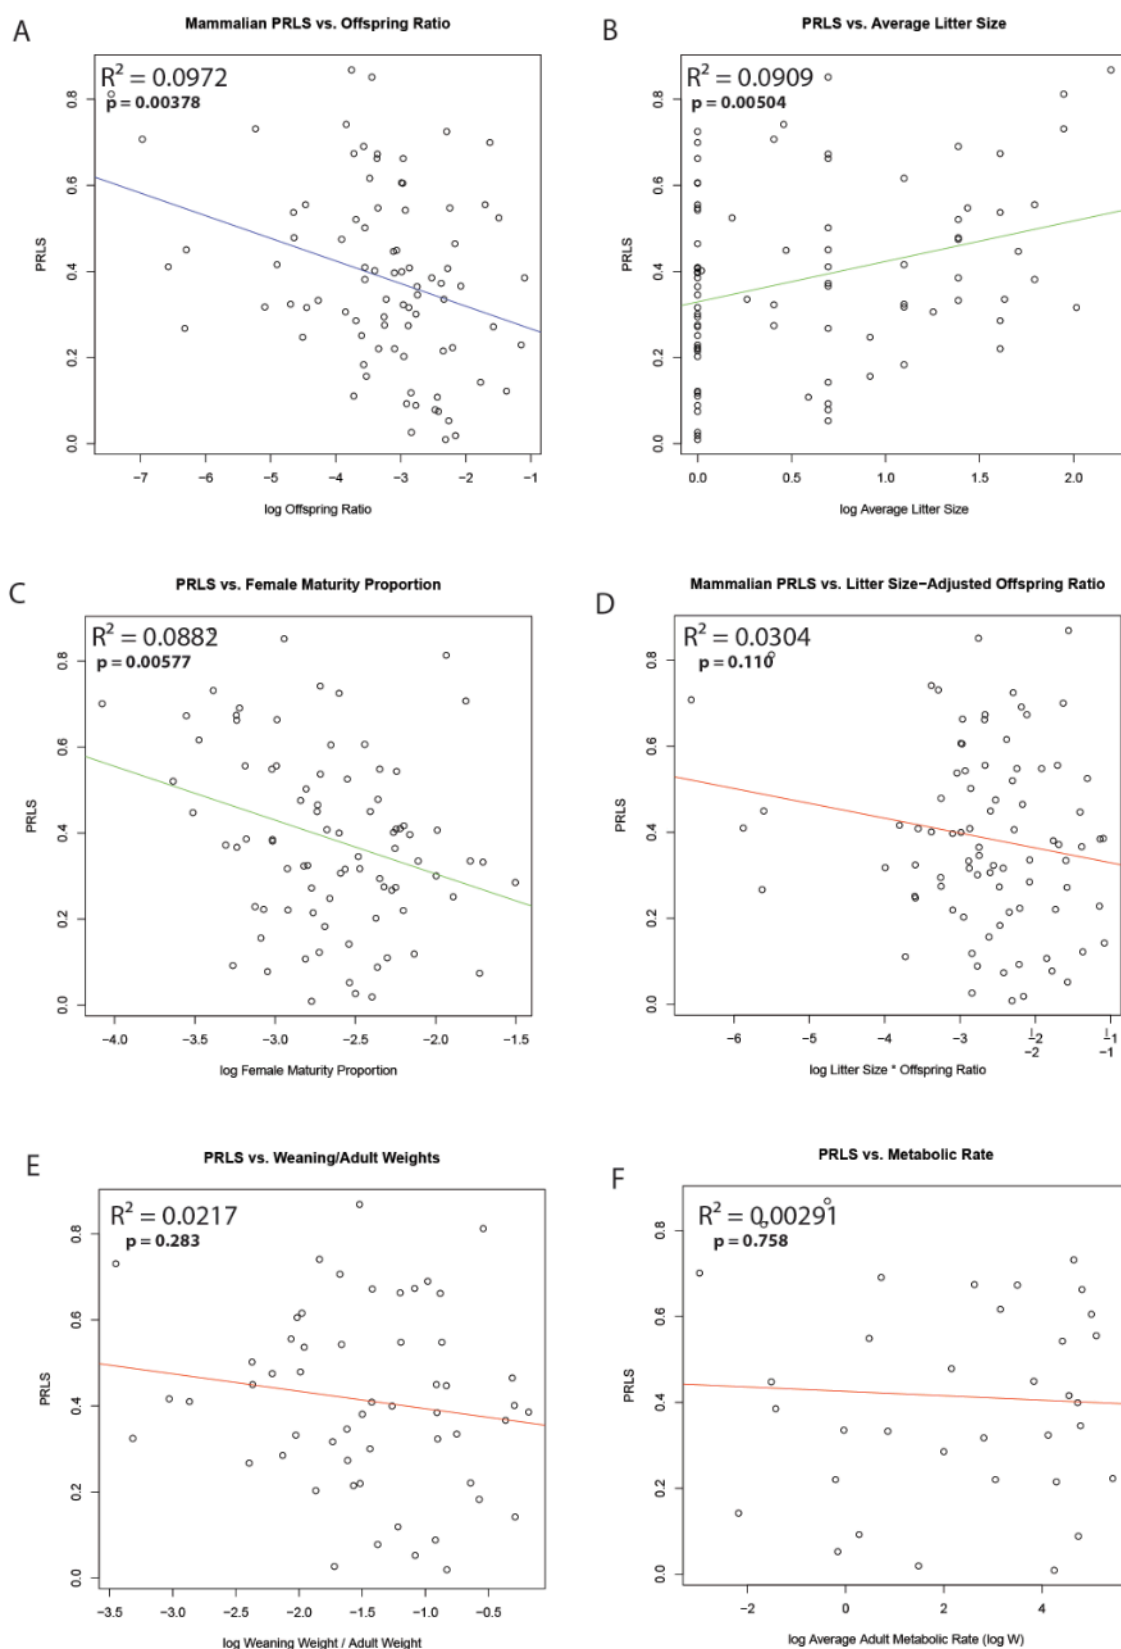 A
Mammalian PRLS vs. Offspring Ratio
R² = 0.0972
p = 0.00378
0.8
0.6
0.4
0.2
0.0
PRLS
−7 −6 −5 −4 −3 −2 −1
log Offspring Ratio
B
PRLS vs. Average Litter Size
R² = 0.0909
p = 0.00504
0.8
0.6
0.4
0.2
0.0
PRLS
0.0 0.5 1.0 1.5 2.0
log Average Litter Size
C
PRLS vs. Female Maturity Proportion
R² = 0.0882
p = 0.00577
0.8
0.6
0.4
0.2
0.0
PRLS
−4.0 −3.5 −3.0 −2.5 −2.0 −1.5
log Female Maturity Proportion
D
Mammalian PRLS vs. Litter Size−Adjusted Offspring Ratio
R² = 0.0304
p = 0.110
0.8
0.6
0.4
0.2
0.0
PRLS
−6 −5 −4 −3 −2 −1
−2 −1
log Litter Size * Offspring Ratio
E
PRLS vs. Weaning/Adult Weights
R² = 0.0217
p = 0.283
0.8
0.6
0.4
0.2
0.0
PRLS
−3.5 −3.0 −2.5 −2.0 −1.5 −1.0 −0.5
log Weaning Weight / Adult Weight
F
PRLS vs. Metabolic Rate
R² = 0.00291
p = 0.758
0.8
0.6
0.4
0.2
0.0
PRLS
−2 0 2 4
log Average Adult Metabolic Rate (log W)